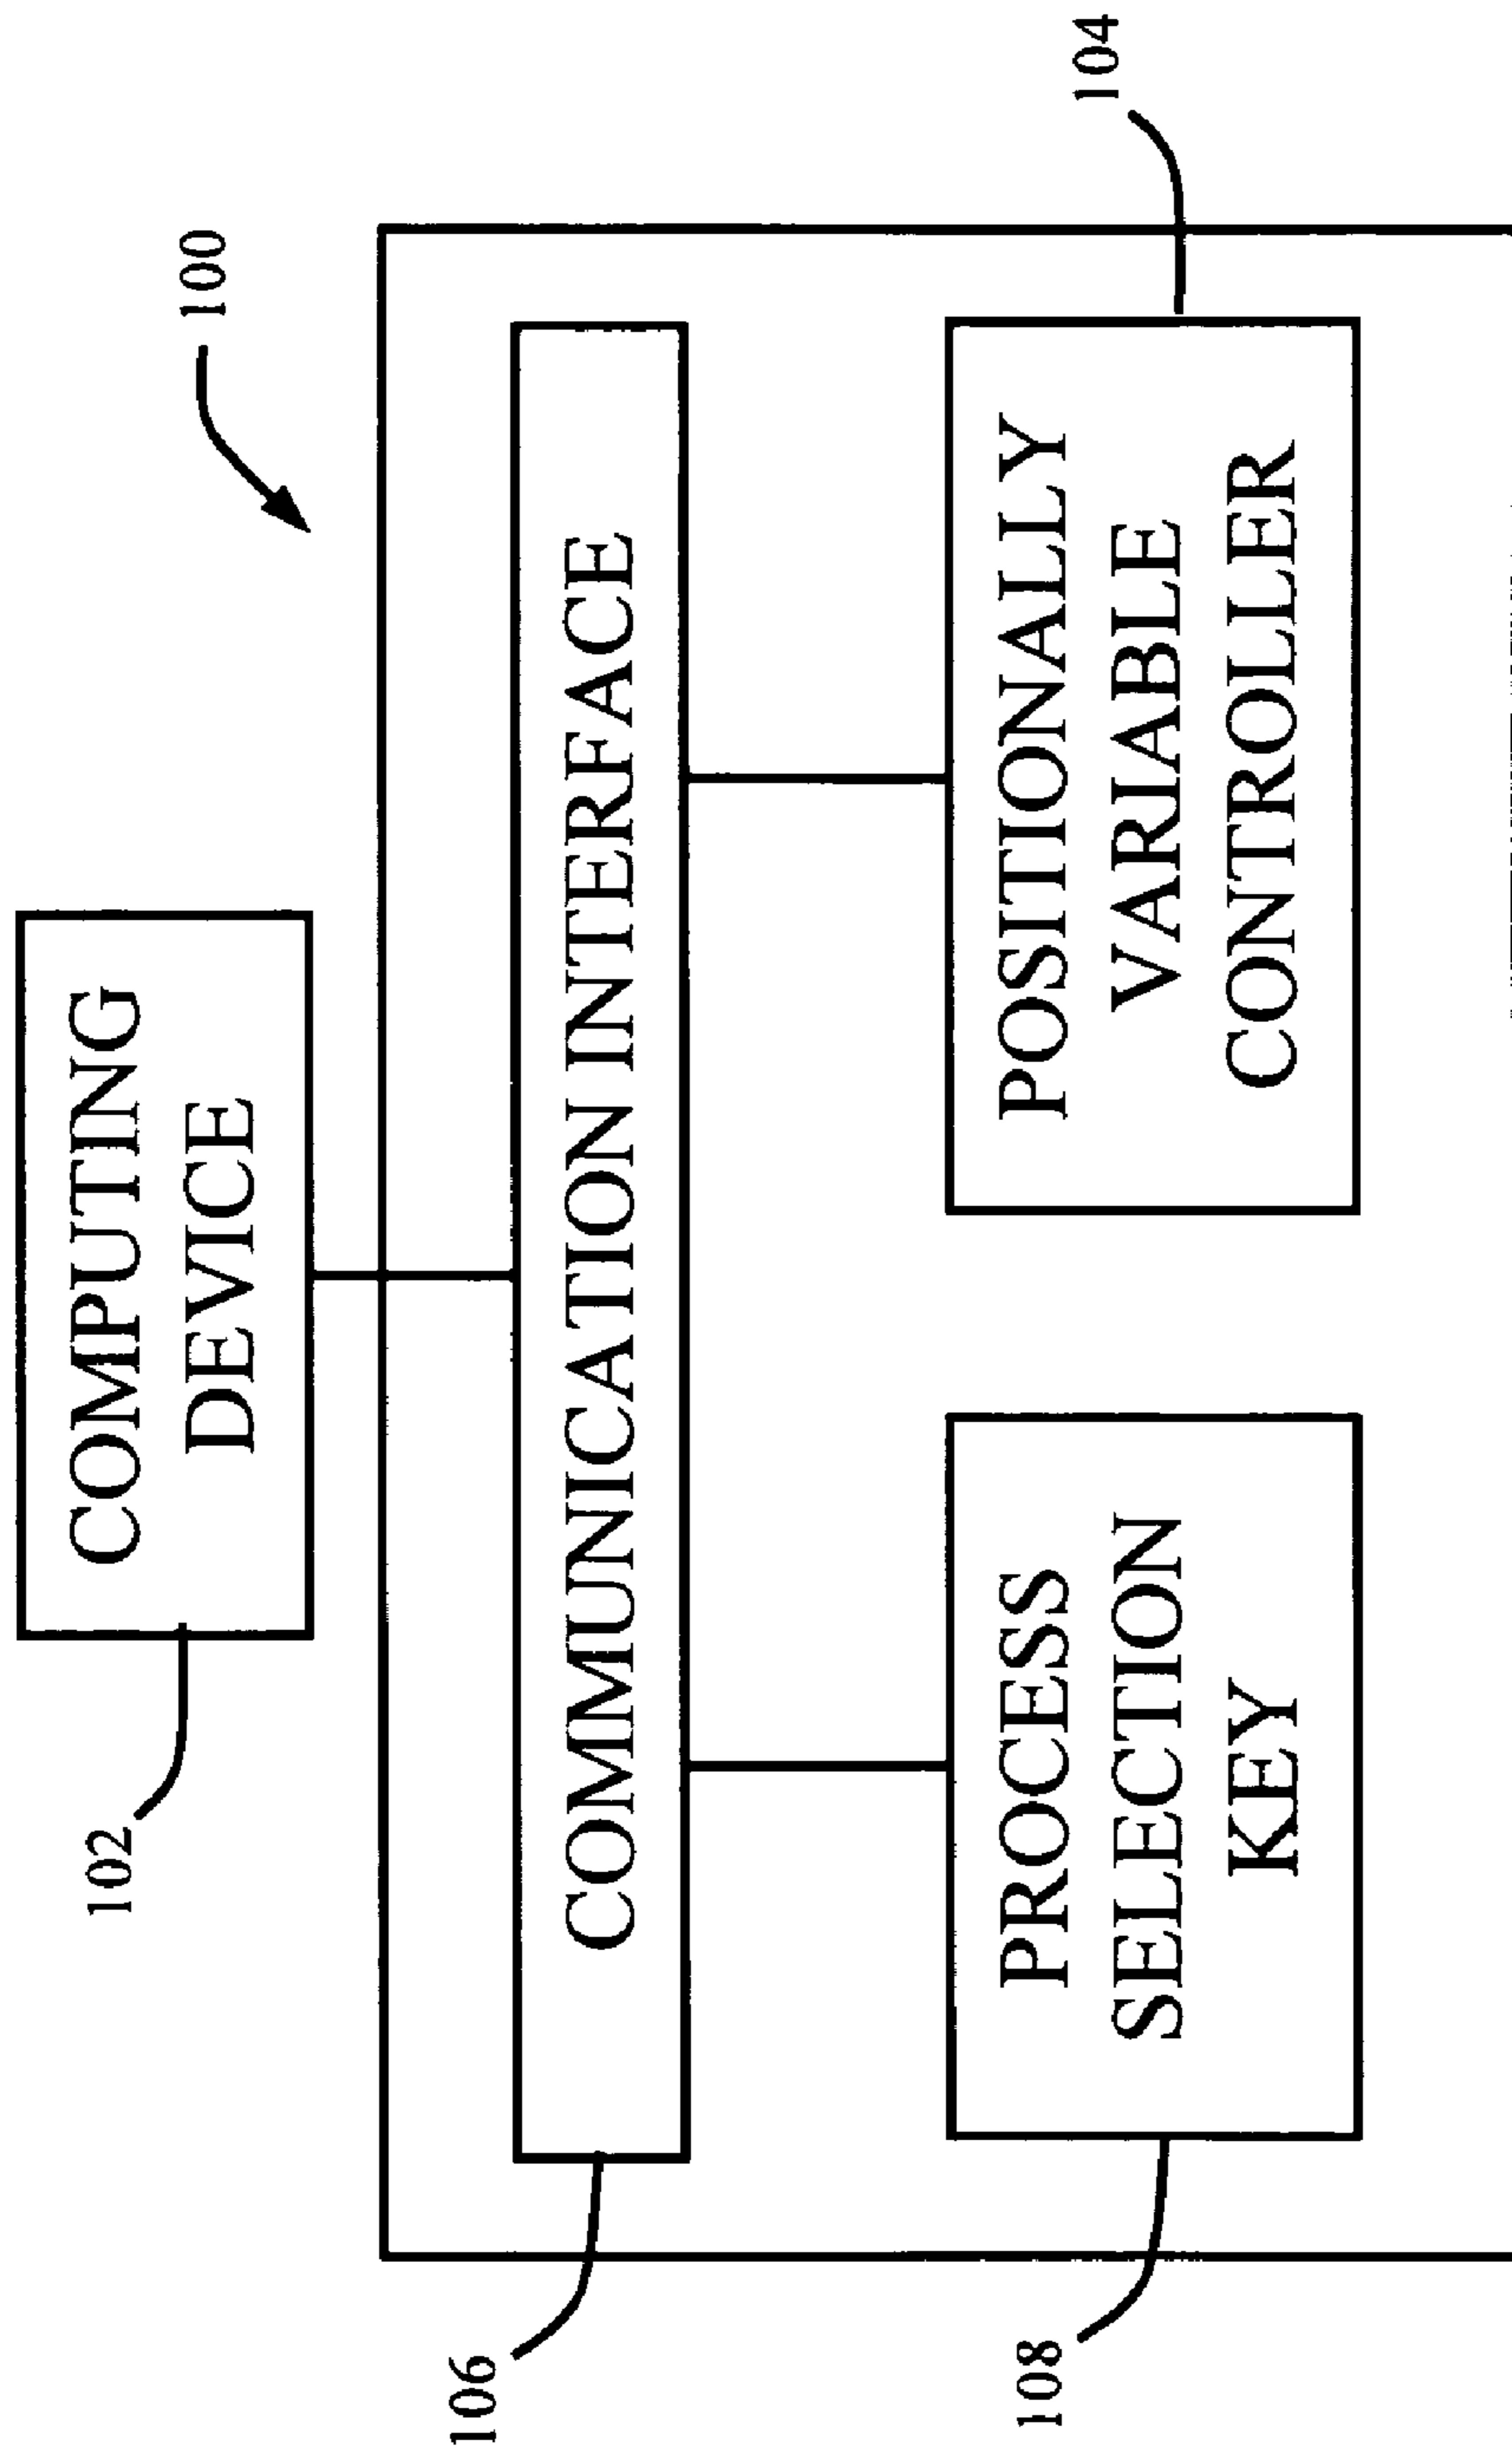 100
102
COMPUTING
DEVICE
106
COMMUNICATION INTERFACE
108
PROCESS
SELECTION
KEY
POSITIONALLY
VARIABLE
CONTROLLER
104